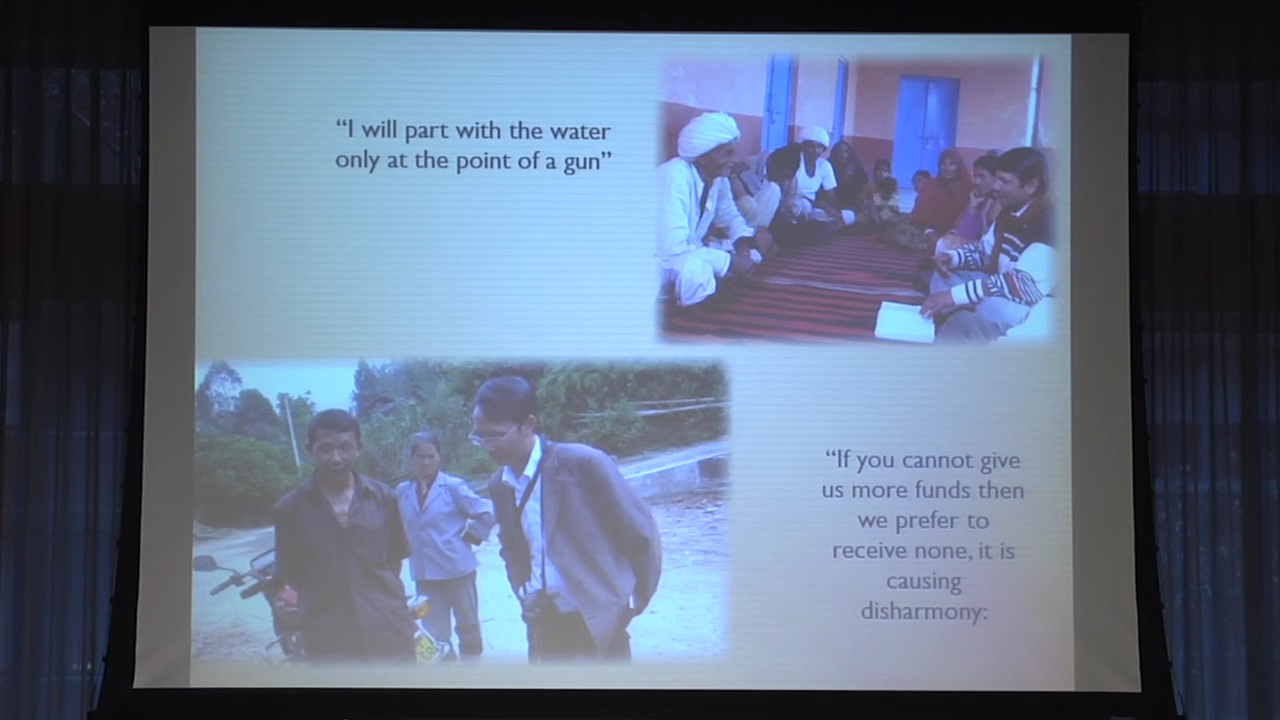 “I will part with the water
only at the point of a gun”
“If you cannot give
us more funds then
we prefer to
receive none, it is
causing
disharmony: